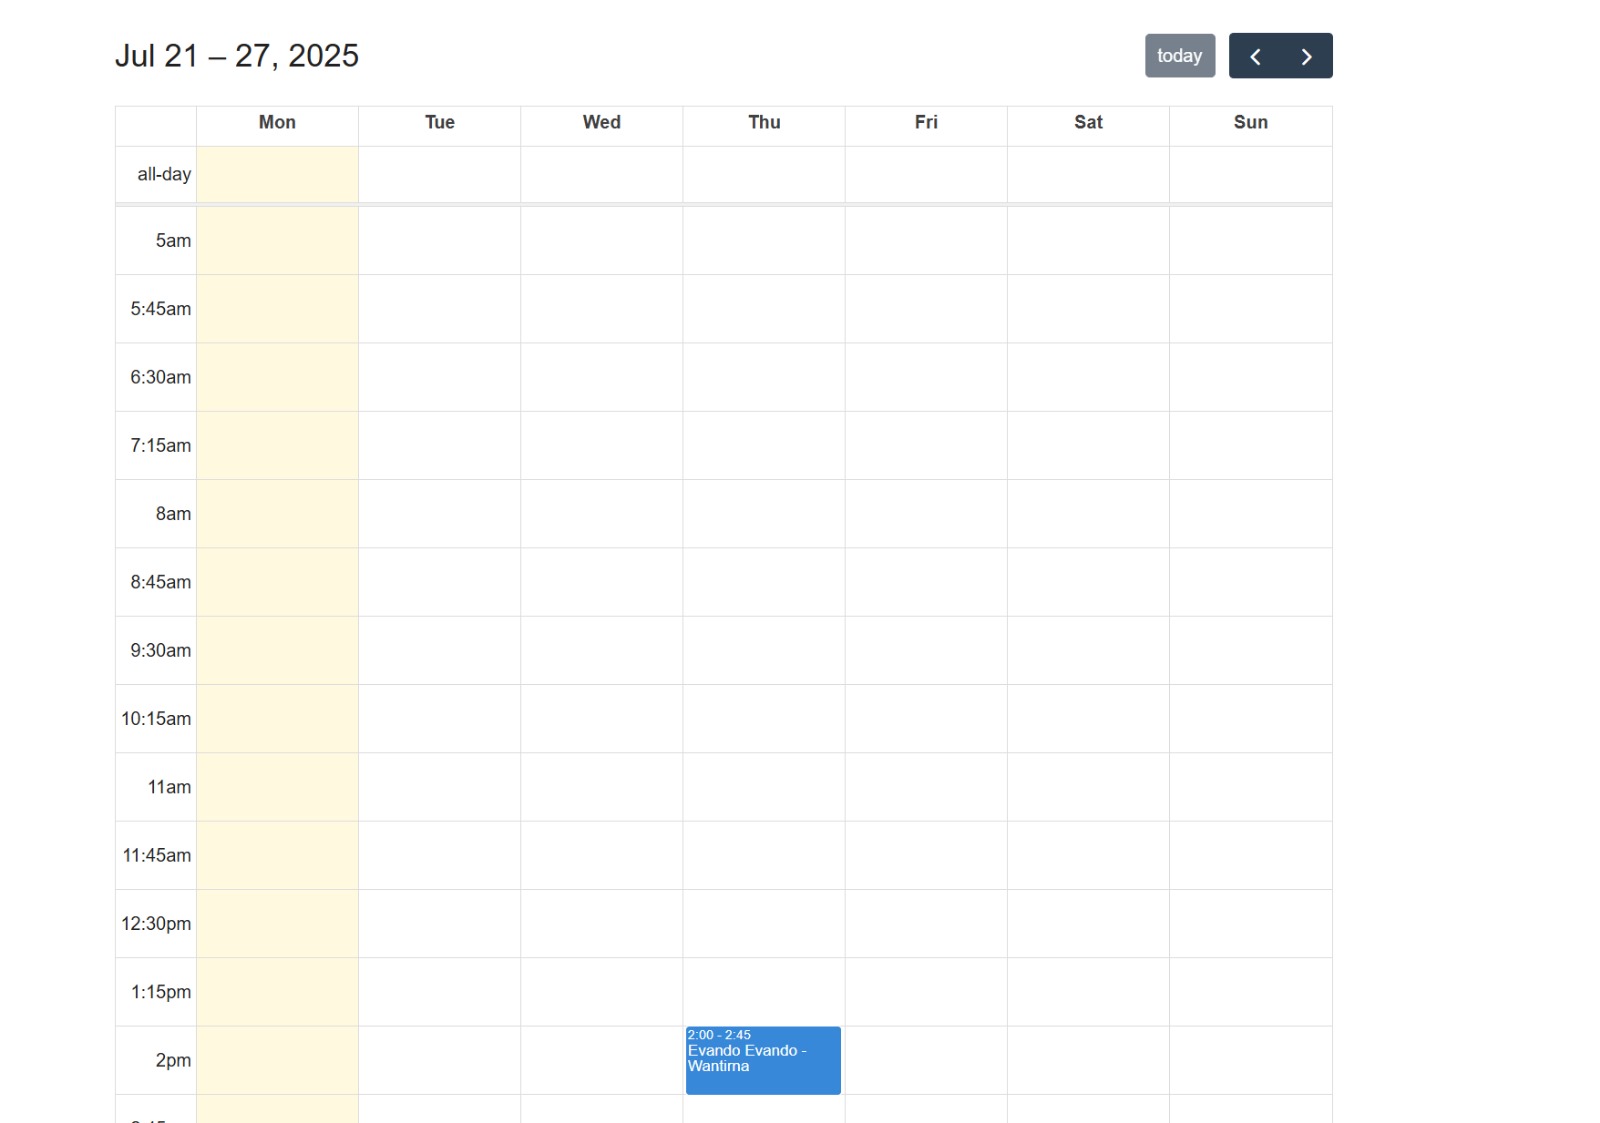 Jul 21 – 27, 2025
today
Mon Tue Wed Thu Fri Sat Sun
all-day
5am
5:45am
6:30am
7:15am
8am
8:45am
9:30am
10:15am
11am
11:45am
12:30pm
1:15pm
2pm
2:00 - 2:45
Evando Evando -
Wantirna